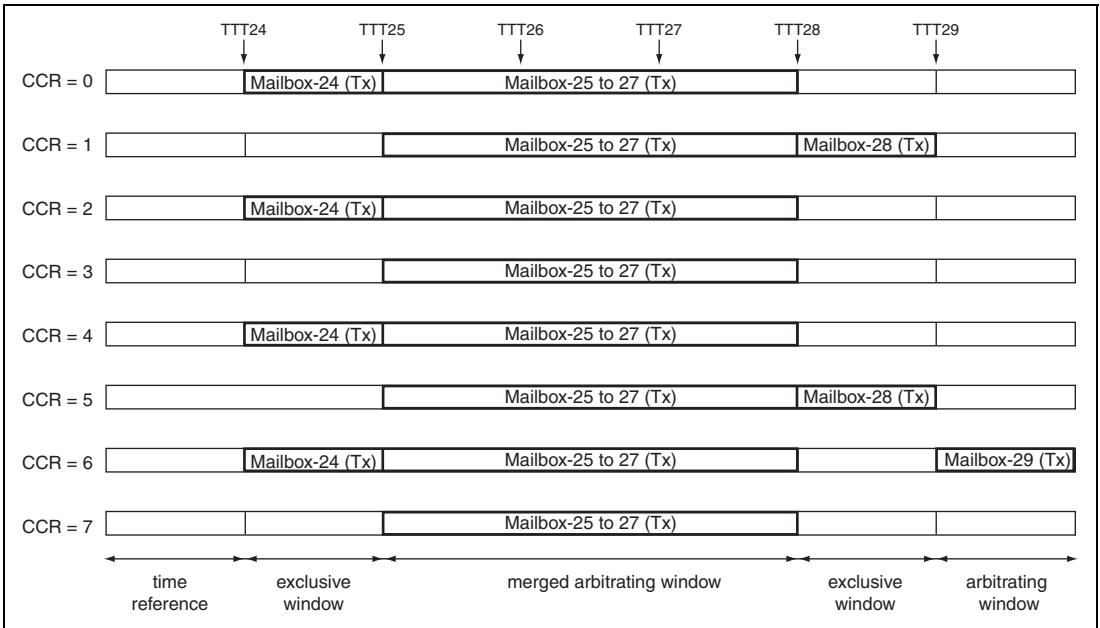 TTT24 TTT25 TTT26 TTT27 TTT28 TTT29
CCR = 0 Mailbox-24 (Tx) Mailbox-25 to 27 (Tx)
CCR = 1 Mailbox-25 to 27 (Tx) Mailbox-28 (Tx)
CCR = 2 Mailbox-24 (Tx) Mailbox-25 to 27 (Tx)
CCR = 3 Mailbox-25 to 27 (Tx)
CCR = 4 Mailbox-24 (Tx) Mailbox-25 to 27 (Tx)
CCR = 5 Mailbox-25 to 27 (Tx) Mailbox-28 (Tx)
CCR = 6 Mailbox-24 (Tx) Mailbox-25 to 27 (Tx) Mailbox-29 (Tx)
CCR = 7 Mailbox-25 to 27 (Tx)
time exclusive merged arbitrating window exclusive arbitrating
reference window window window